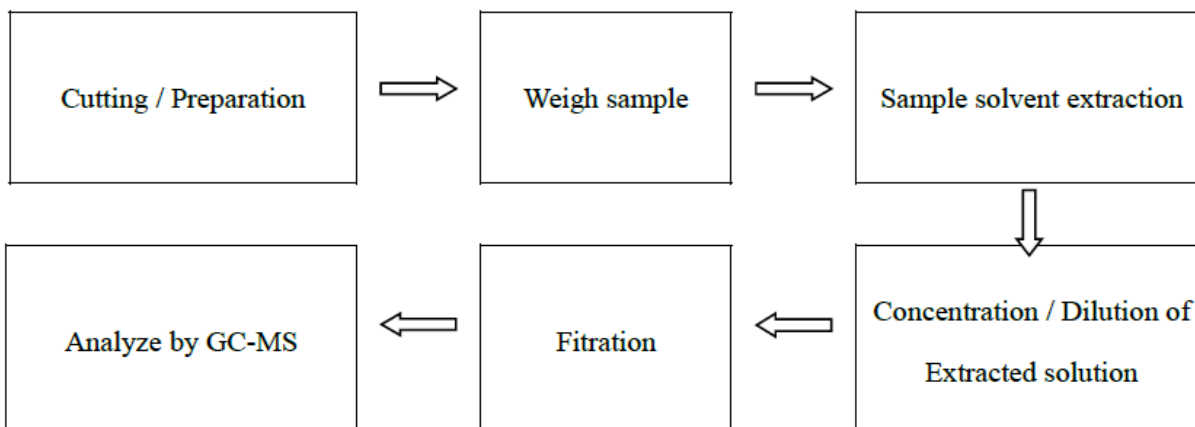 Cutting / Preparation
Weigh sample
Sample solvent extraction
Concentration / Dilution of
Extracted solution
Fitration
Analyze by GC-MS